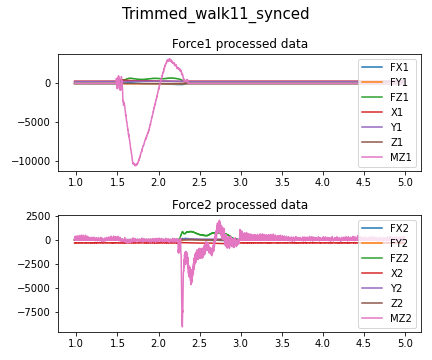 Trimmed_walk11_synced
Force1 processed data
0
−5000
−10000
FX1
FY1
FZ1
X1
Y1
Z1
MZ1
1.0 1.5 2.0 2.5 3.0 3.5 4.0 4.5 5.0
Force2 processed data
2500
0
−2500
−5000
−7500
FX2
FY2
FZ2
X2
Y2
Z2
MZ2
1.0 1.5 2.0 2.5 3.0 3.5 4.0 4.5 5.0